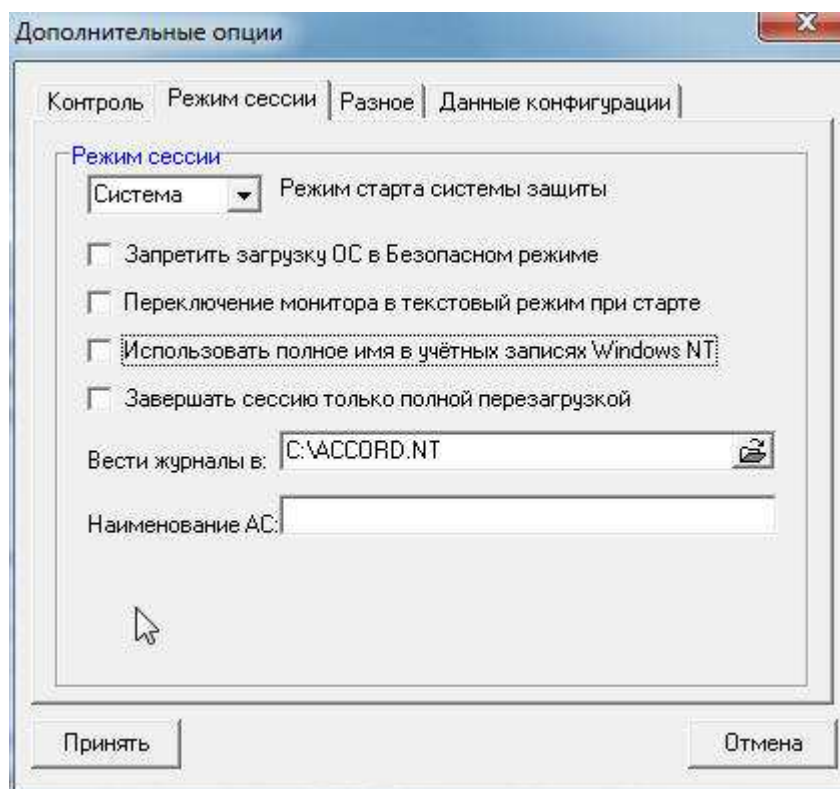 Дополнительные опции
Контроль Режим сессии Разное Данные конфигурации
Режим сессии
Система Режим старта системы защиты
Запретить загрузку ОС в Безопасном режиме
Переключение монитора в текстовый режим при старте
Использовать полное имя в учётных записях Windows NT
Завершать сессию только полной перезагрузкой
Вести журналы в: C:\ACCORD.NT
Наименование АС:
Принять Отмена